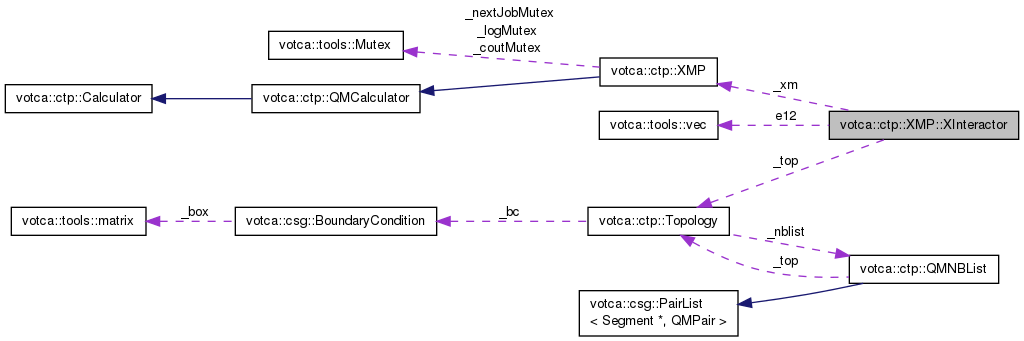 _nextJobMutex
_logMutex
_coutMutex
votca::tools::Mutex
votca::ctp::XMP
_xm
votca::ctp::Calculator
votca::ctp::QMCalculator
votca::tools::vec
e12
votca::ctp::XMP::XInteractor
_top
votca::tools::matrix
_box
votca::csg::BoundaryCondition
_bc
votca::ctp::Topology
_nblist
_top
votca::ctp::QMNBList
votca::csg::PairList
< Segment *, QMPair >